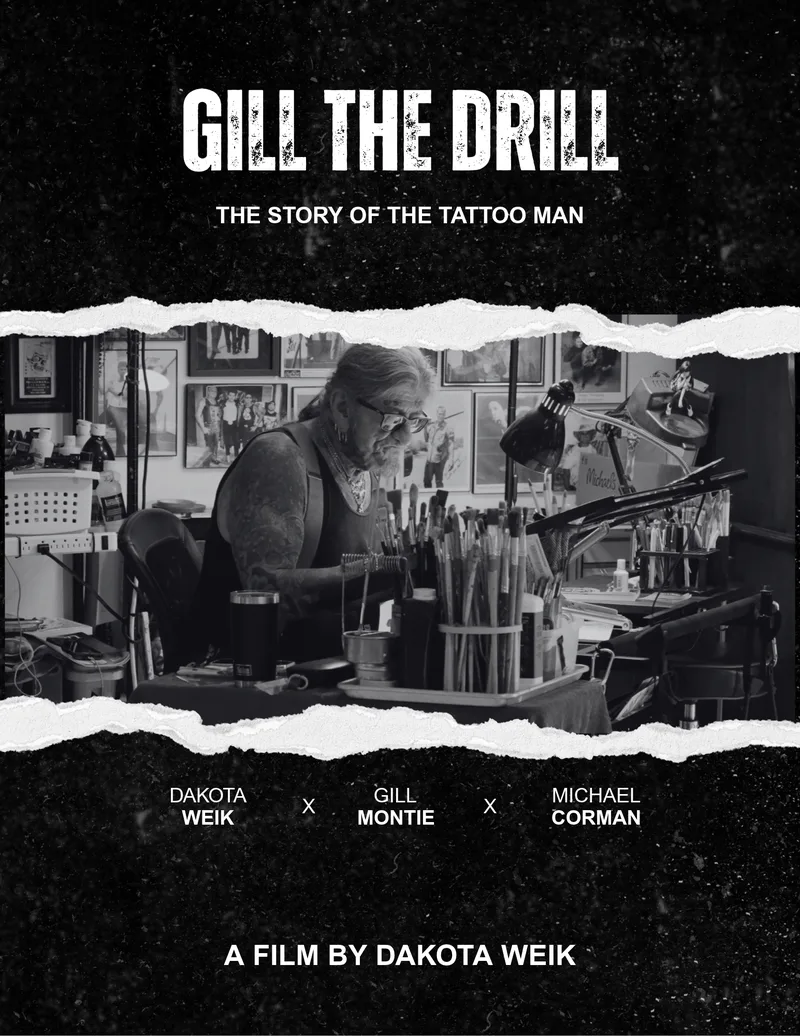 GILL THE DRILL
THE STORY OF THE TATTOO MAN
Michael's
DAKOTA
WEIK
X
GILL
MONTIE
X
MICHAEL
CORMAN
A FILM BY DAKOTA WEIK